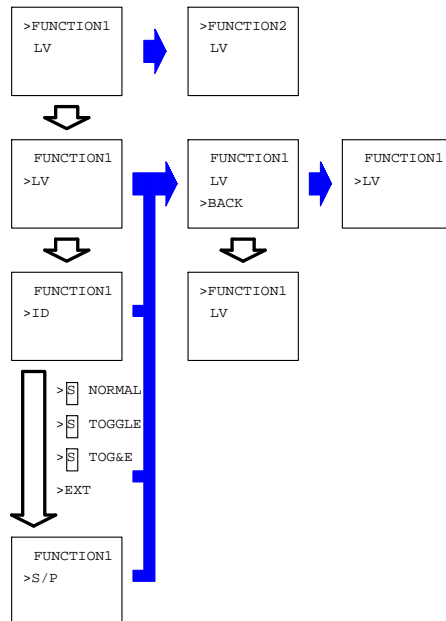 >FUNCTION1
LV
>FUNCTION2
LV
FUNCTION1
>LV
FUNCTION1
LV
>BACK
FUNCTION1
>LV
FUNCTION1
>ID
>FUNCTION1
LV
>S NORMAL
>S TOGGLE
>S TOG&E
>EXT
FUNCTION1
>S/P